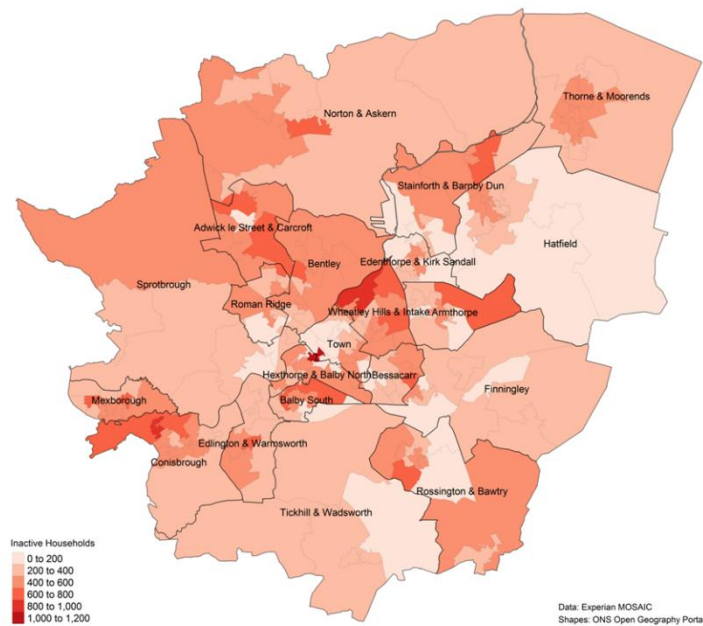 Norton & Askern
Thorne & Moorends
Stainforth & Barnby Dun
Adwick le Street & Carcroft
Hatfield
Edenthorpe & Kirk Sandall
Bentley
Sprotbrough
Roman Ridge
Wheatley Hills & Intake
Armthorpe
Town
Hexthorpe & Balby North
Bessacarr
Finningley
Mexborough
Balby South
Edlington & Warmsworth
Conisbrough
Rossington & Bawtry
Tickhill & Wadsworth
Inactive Households
0 to 200
200 to 400
400 to 600
600 to 800
800 to 1,000
1,000 to 1,200
Data: Experian MOSAIC
Shapes: ONS Open Geography Porta